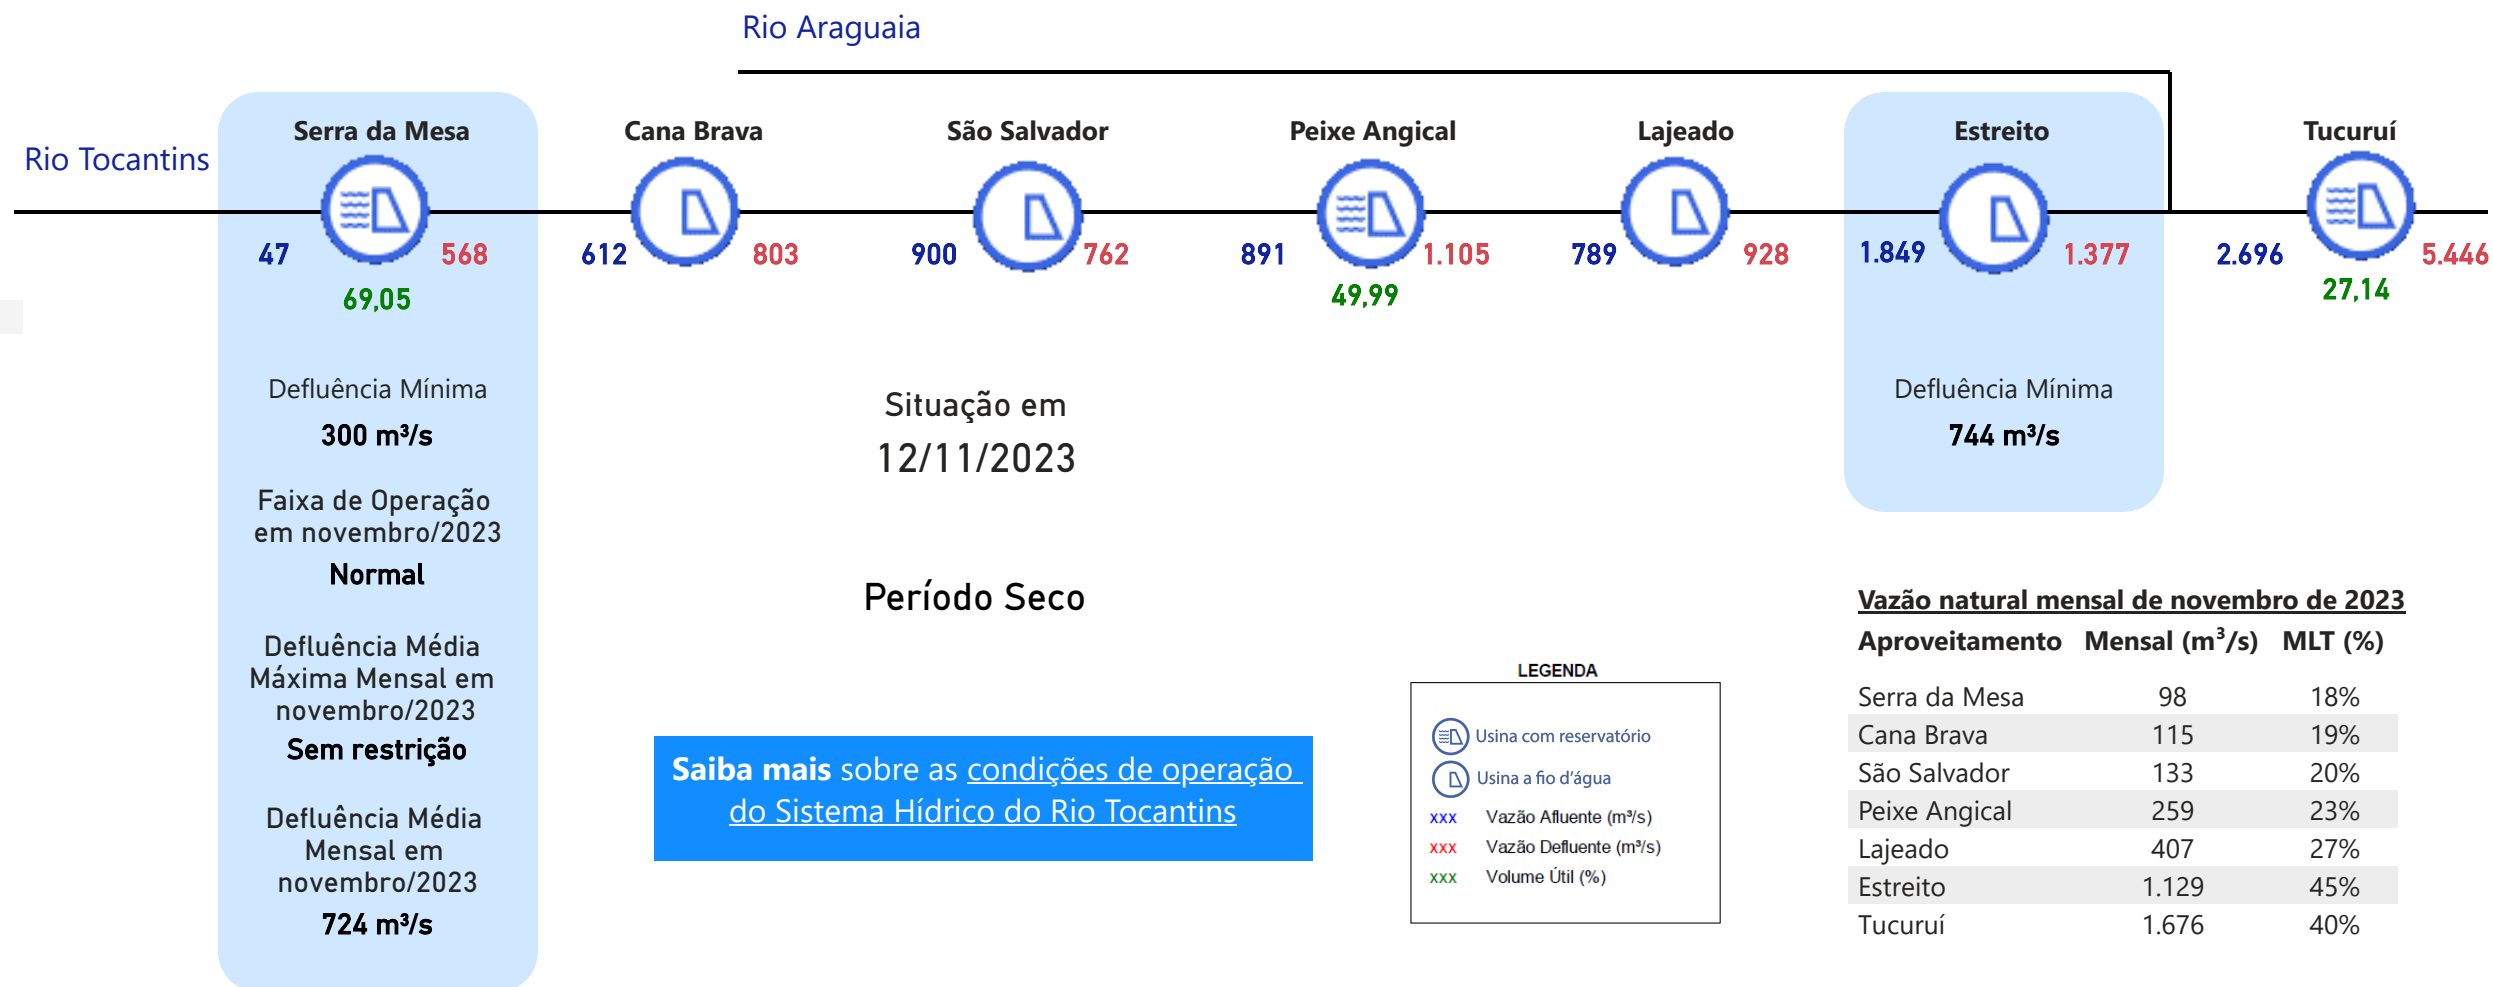 Rio Araguaia
Rio Tocantins
Serra da Mesa
Cana Brava
São Salvador
Peixe Angical
Lajeado
Estreito
Tucuruí
47 568
612 803
900 762
891 1.105
789 928
1.849 1.377
2.696 5.446
69,05
49,99
27,14
Defluência Mínima
300 m³/s
Faixa de Operação
em novembro/2023
Normal
Defluência Média
Máxima Mensal em
novembro/2023
Sem restrição
Defluência Média
Mensal em
novembro/2023
724 m³/s
Situação em
12/11/2023
Período Seco
Saiba mais sobre as condições de operação
do Sistema Hídrico do Rio Tocantins
Defluência Mínima
744 m³/s
LEGENDA
Usina com reservatório
Usina a fio d'água
xxx Vazão Afluente (m³/s)
xxx Vazão Defluente (m³/s)
xxx Volume Útil (%)
Vazão natural mensal de novembro de 2023
Aproveitamento Mensal (m³/s) MLT (%)
Serra da Mesa 98 18%
Cana Brava 115 19%
São Salvador 133 20%
Peixe Angical 259 23%
Lajeado 407 27%
Estreito 1.129 45%
Tucuruí 1.676 40%